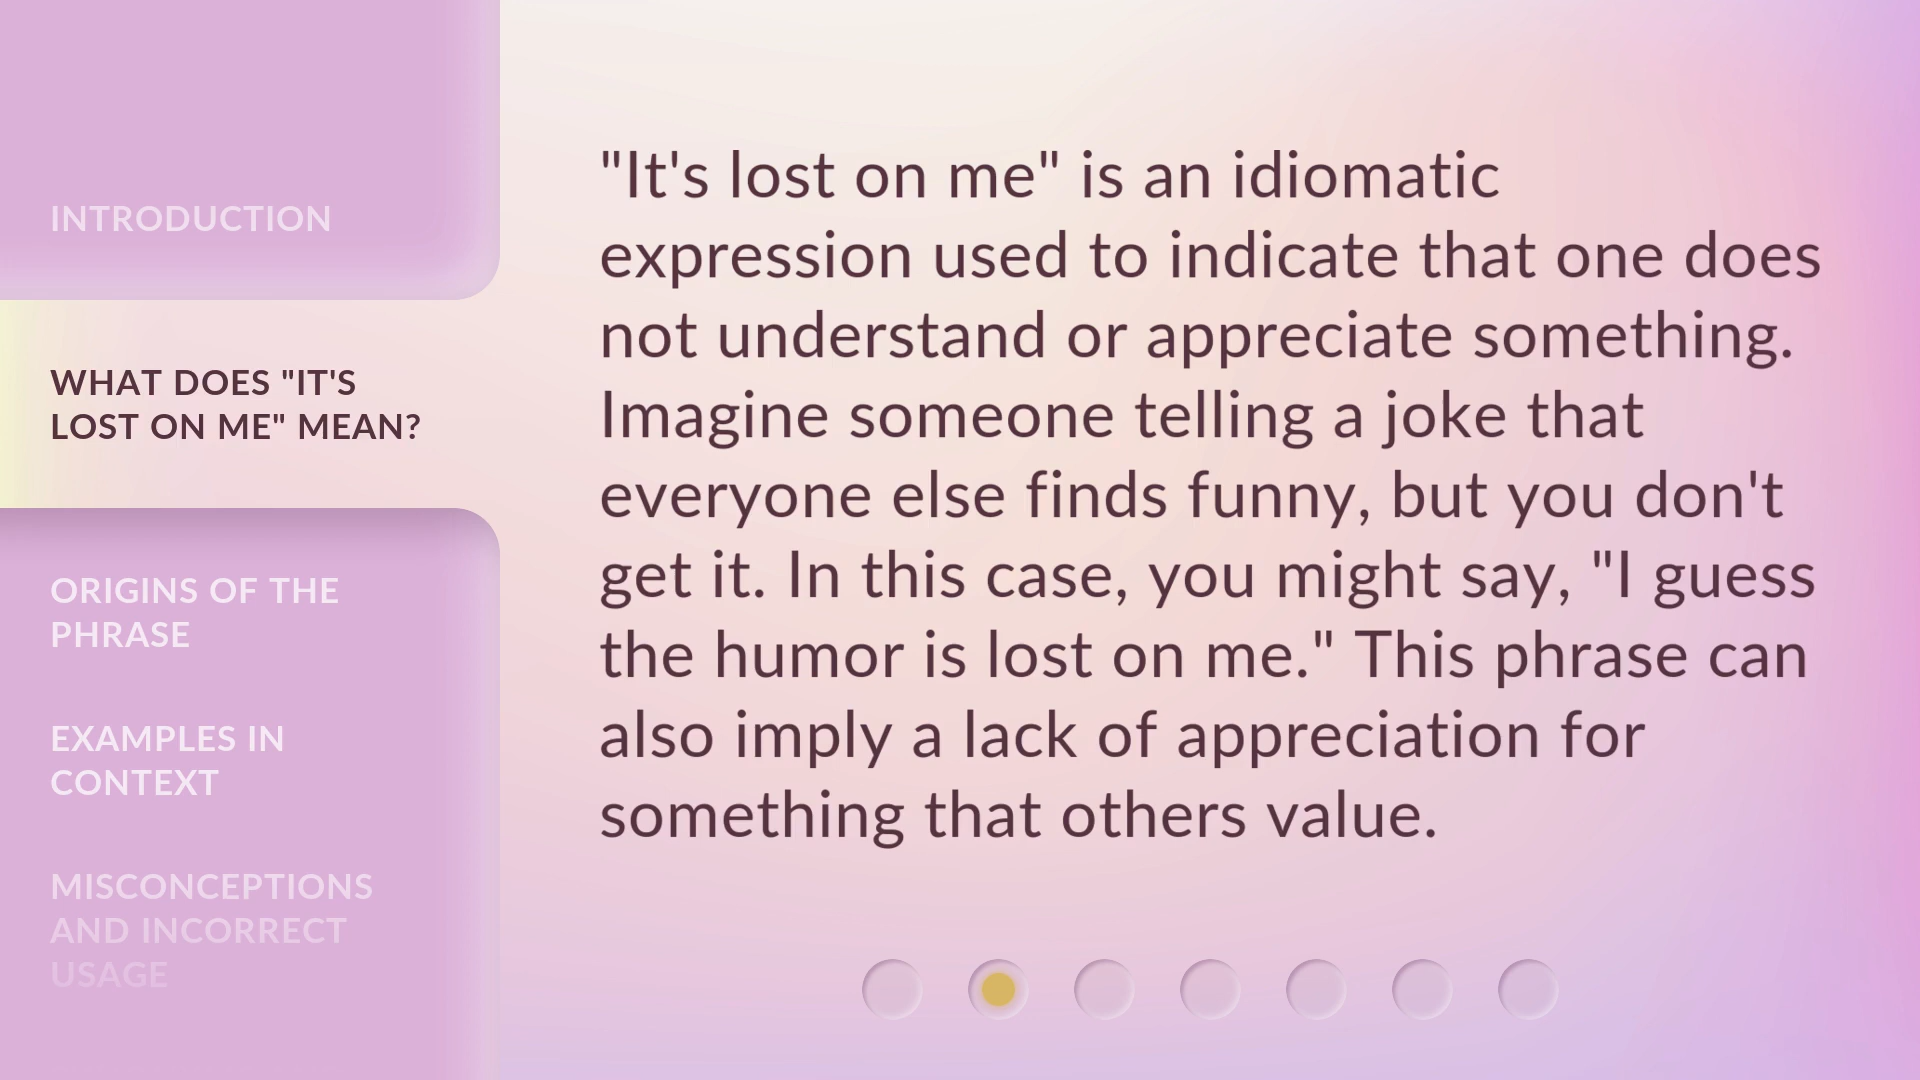 INTRODUCTION
WHAT DOES "IT'S
LOST ON ME" MEAN?
ORIGINS OF THE
PHRASE
EXAMPLES IN
CONTEXT
MISCONCEPTIONS
AND INCORRECT
USAGE
"It's lost on me" is an idiomatic
expression used to indicate that one does
not understand or appreciate something.
Imagine someone telling a joke that
everyone else finds funny, but you don't
get it. In this case, you might say, "I guess
the humor is lost on me." This phrase can
also imply a lack of appreciation for
something that others value.